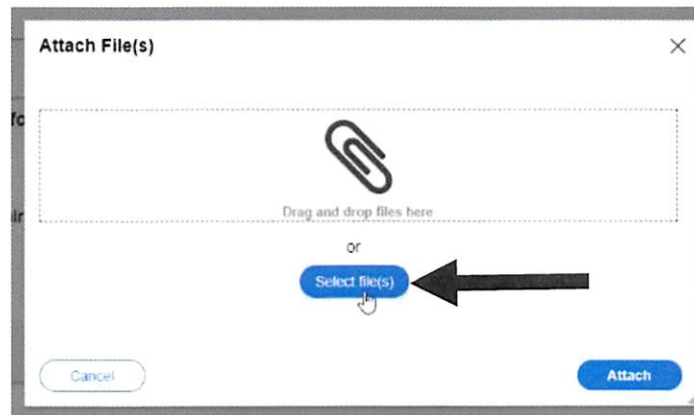 Attach File(s)
Drag and drop files here
or
Select file(s)
Cancel
Attach